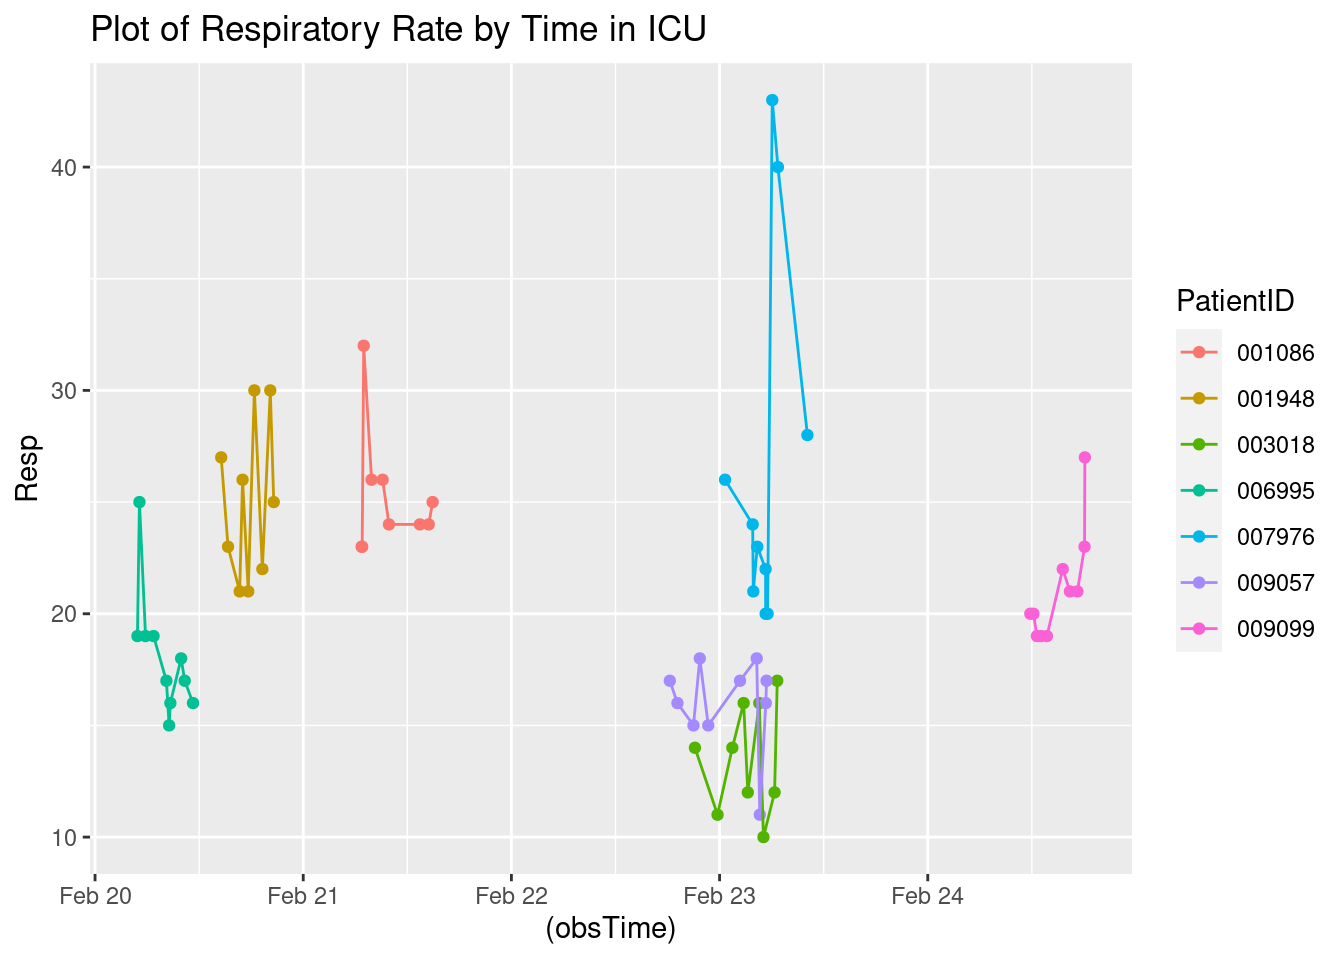 Plot of Respiratory Rate by Time in ICU
Resp
40
30
20
10
Feb 20
Feb 21
Feb 22
Feb 23
Feb 24
(obsTime)
PatientID
001086
001948
003018
006995
007976
009057
009099